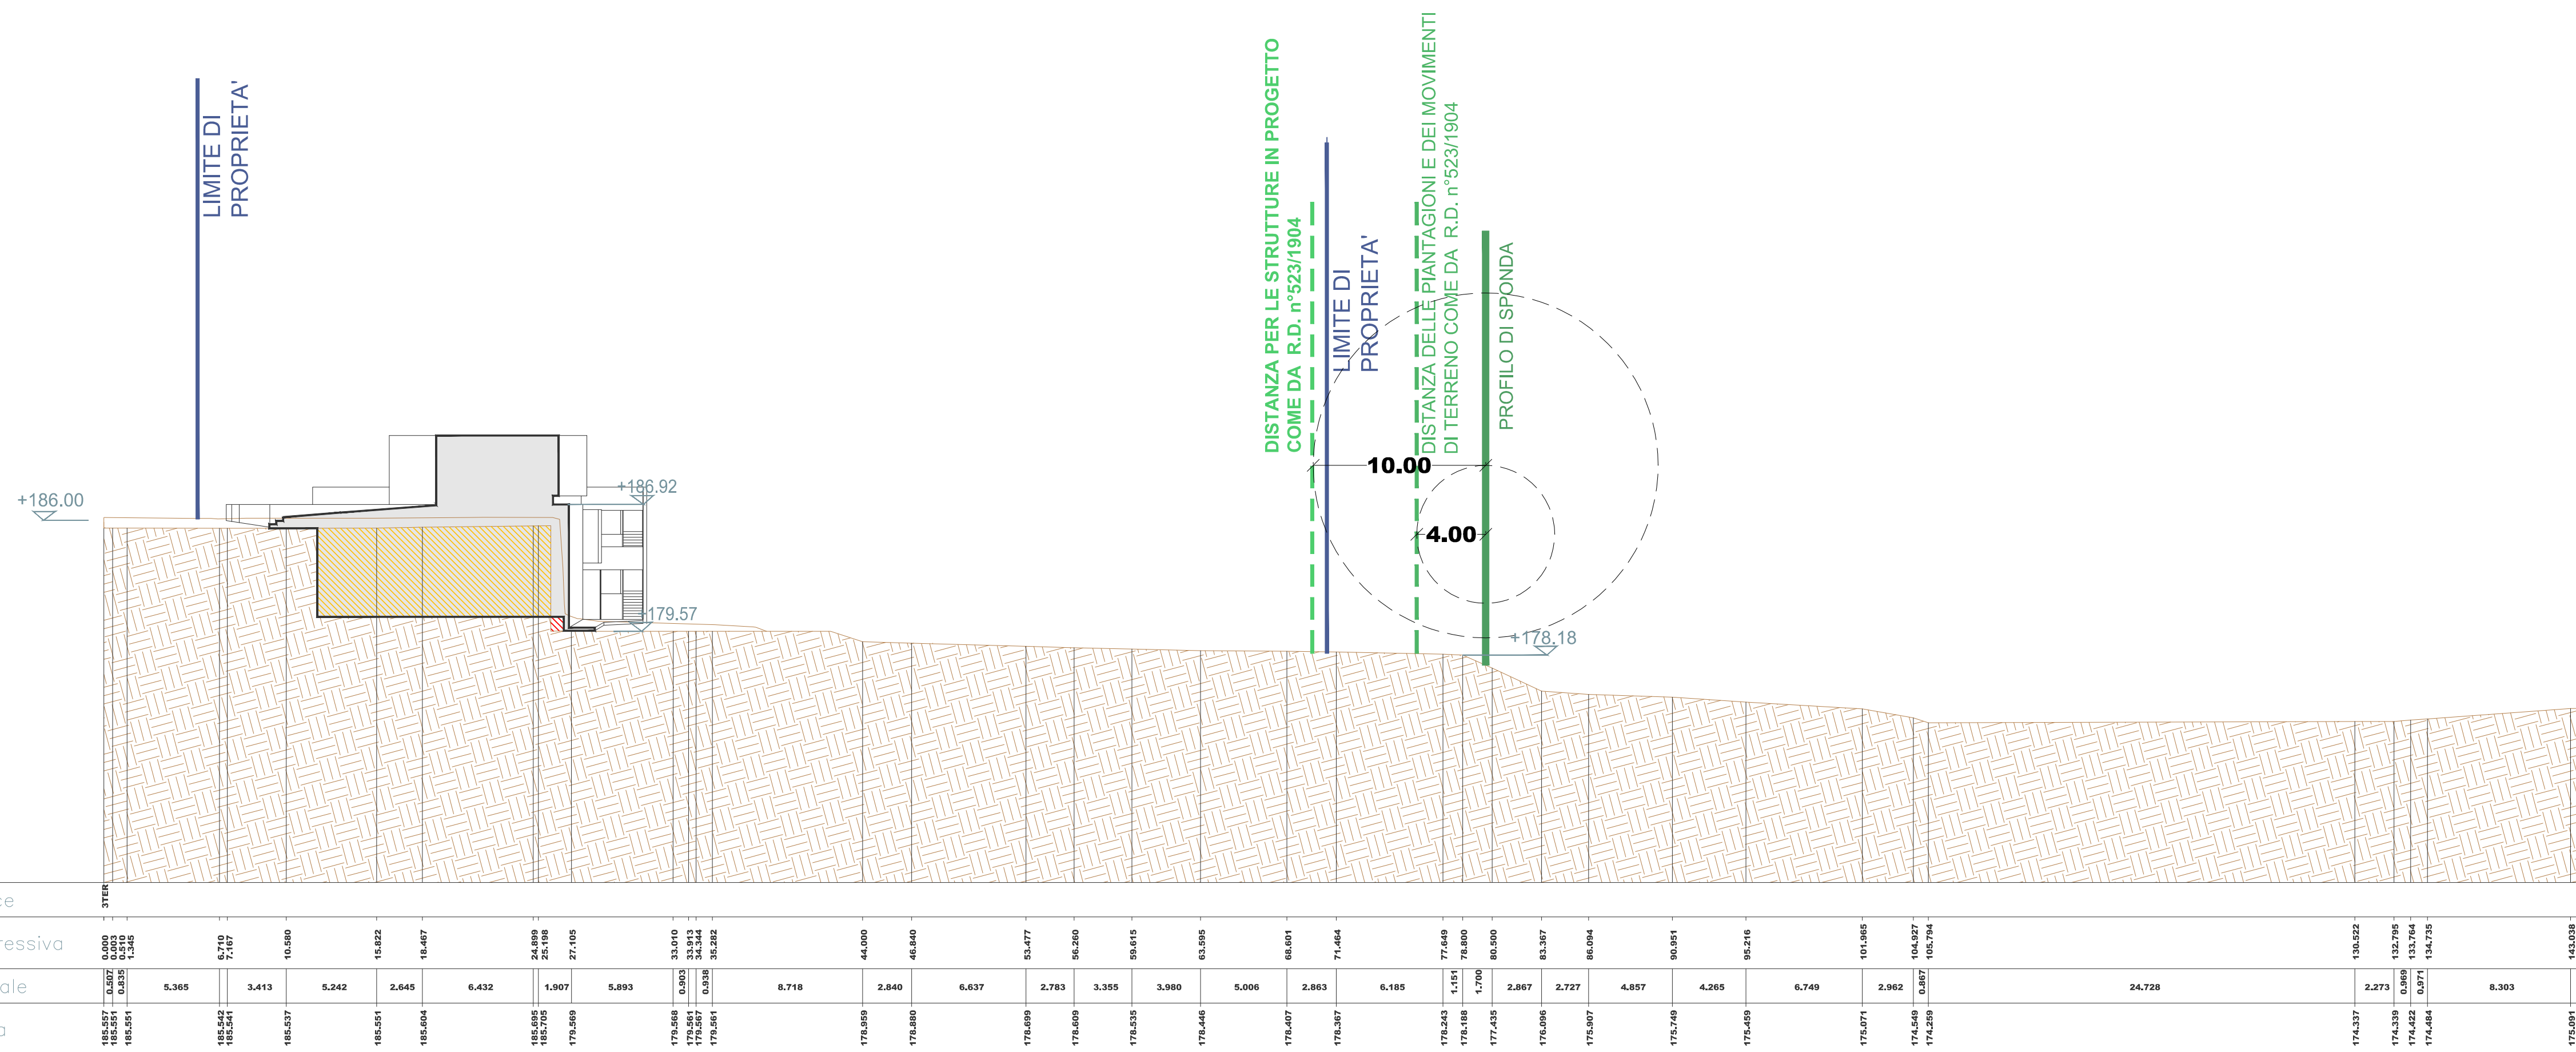 LIMITE DI
PROPRIETA'
DISTANZA PER LE STRUTTURE IN PROGETTO
COME DA R.D. n°523/1904
LIMITE DI
PROPRIETA'
DISTANZA DELLE PIANTAGIONI E DEI MOVIMENTI
DI TERRENO COME DA R.D. n°523/1904
PROFILO DI SPONDA
10.00
4.00
+186.00
+186.92
+179.57
+178.18
3TER
ressiva
0.000 0.003 0.510 1.345 6.710 7.167 10.580 15.822 18.467 24.899 25.198 27.105 33.010 33.913 34.344 35.282 44.000 46.840 53.477 56.260 59.615 63.595 68.601 71.464 77.649 78.800 80.500 83.367 86.094 90.951 95.216 101.965 104.927 105.794 130.522 132.795 133.764 134.735 143.038
ale
0.507 0.835 5.365 3.413 5.242 2.645 6.432 1.907 5.893 0.903 0.938 8.718 2.840 6.637 2.783 3.355 3.980 5.006 2.863 6.185 1.151 1.700 2.867 2.727 4.857 4.265 6.749 2.962 0.867 24.728 2.273 0.969 0.971 8.303
185.557 185.551 185.551 185.542 185.541 185.537 185.551 185.604 185.695 185.705 179.569 179.568 179.561 179.567 179.561 178.959 178.880 178.699 178.609 178.535 178.446 178.407 178.367 178.243 178.188 177.435 176.096 175.907 175.749 175.459 175.071 174.549 174.259 174.337 174.339 174.422 174.484 175.091